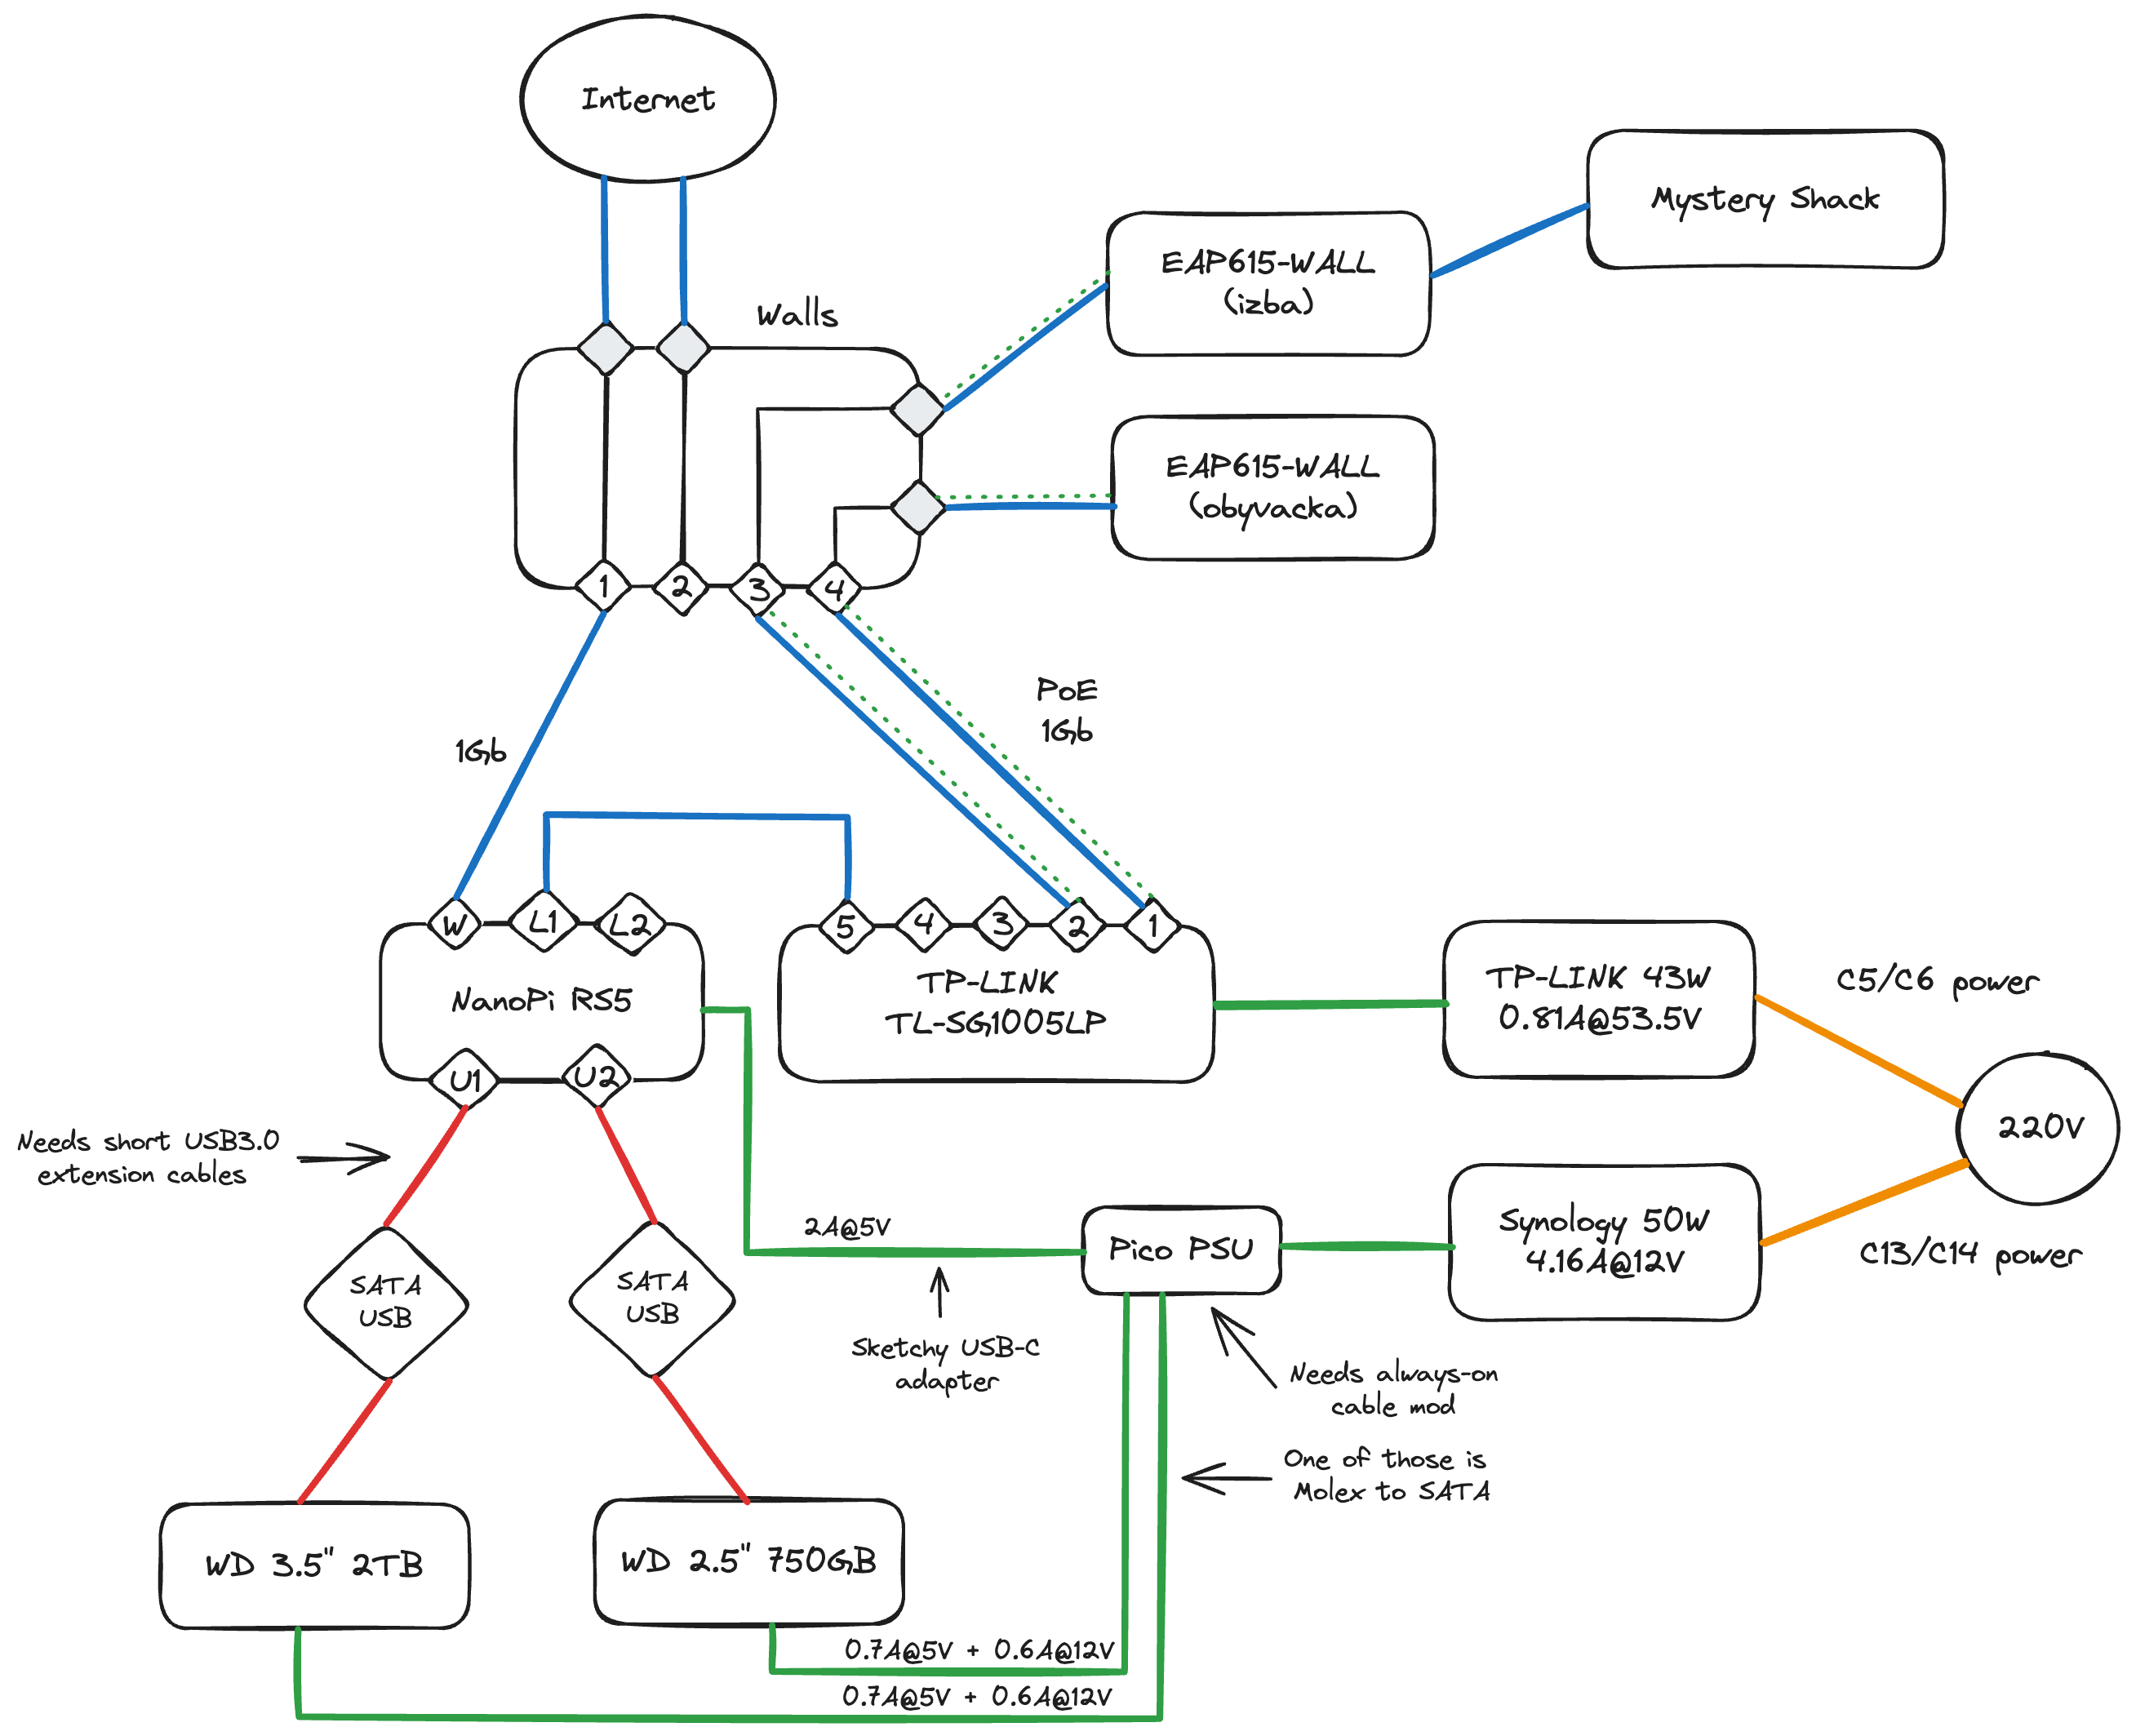 Internet
Mystery Shack
EAP615-WALL
(izba)
Walls
EAP615-WALL
(obyvacka)
1
2
3
4
PoE
1Gb
1Gb
W
L1
L2
5
4
3
2
1
NanoPi RS5
TP-LINK
TL-SG1005LP
TP-LINK 43W
0.81A@53.5V
C5/C6 power
220V
U1
U2
Needs short USB3.0
extension cables
2A@5V
Pico PSU
Synology 50W
4.16A@12V
C13/C14 power
SATA
USB
SATA
USB
Sketchy USB-C
adapter
Needs always-on
cable mod
One of those is
Molex to SATA
WD 3.5" 2TB
WD 2.5" 750GB
0.7A@5V + 0.6A@12V
0.7A@5V + 0.6A@12V